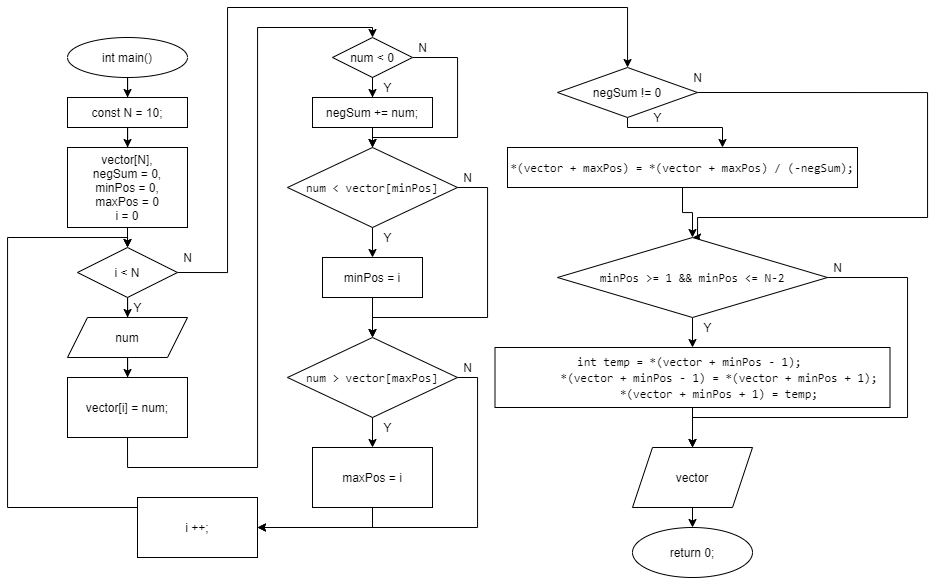 int main()
const N = 10;
vector[N],
negSum = 0,
minPos = 0,
maxPos = 0
i = 0
i < N
N
Y
num
vector[i] = num;
num < 0
N
Y
negSum += num;
num < vector[minPos]
N
Y
minPos = i
num > vector[maxPos]
N
Y
maxPos = i
i ++;
negSum != 0
N
Y
*(vector + maxPos) = *(vector + maxPos) / (-negSum);
minPos >= 1 && minPos <= N-2
N
Y
int temp = *(vector + minPos - 1);
*(vector + minPos - 1) = *(vector + minPos + 1);
*(vector + minPos + 1) = temp;
vector
return 0;